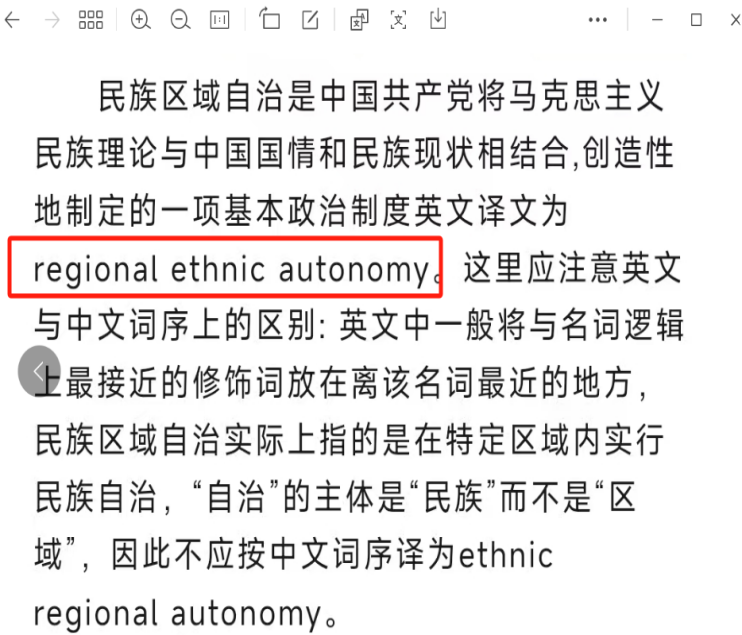 民族区域自治是中国共产党将马克思主义
民族理论与中国国情和民族现状相结合,创造性
地制定的一项基本政治制度英文译文为
regional ethnic autonomy。这里应注意英文
与中文词序上的区别: 英文中一般将与名词逻辑
上最接近的修饰词放在离该名词最近的地方，
民族区域自治实际上指的是在特定区域内实行
民族自治，“自治”的主体是“民族”而不是“区
域”，因此不应按中文词序译为ethnic
regional autonomy。